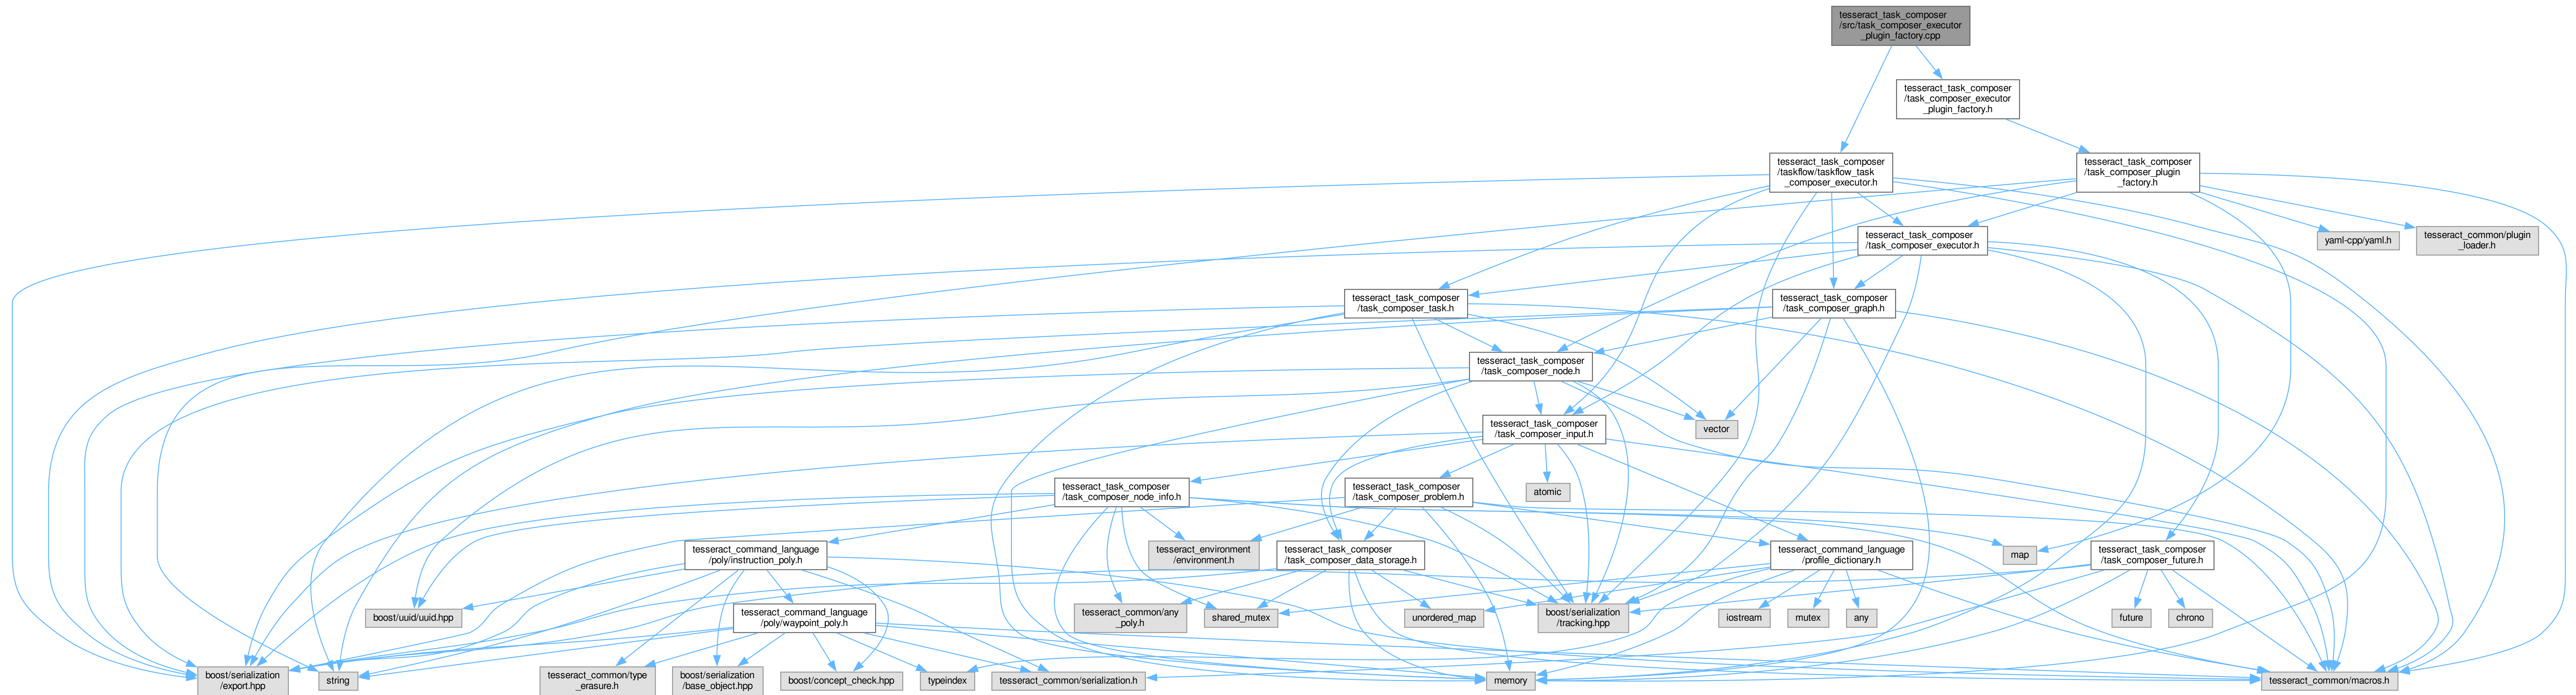 tesseract_task_composer
/src/task_composer_executor
_plugin_factory.cpp
tesseract_task_composer
/task_composer_executor
_plugin_factory.h
tesseract_task_composer
/taskflow/taskflow_task
_composer_executor.h
tesseract_task_composer
/task_composer_plugin
_factory.h
tesseract_task_composer
/task_composer_executor.h
yaml-cpp/yaml.h
tesseract_common/plugin
_loader.h
tesseract_task_composer
/task_composer_task.h
tesseract_task_composer
/task_composer_graph.h
tesseract_task_composer
/task_composer_node.h
tesseract_task_composer
/task_composer_input.h
vector
tesseract_task_composer
/task_composer_node_info.h
tesseract_task_composer
/task_composer_problem.h
atomic
tesseract_command_language
/poly/instruction_poly.h
tesseract_environment
/environment.h
tesseract_task_composer
/task_composer_data_storage.h
tesseract_command_language
/profile_dictionary.h
map
tesseract_task_composer
/task_composer_future.h
boost/uuid/uuid.hpp
tesseract_command_language
/poly/waypoint_poly.h
tesseract_common/any
_poly.h
shared_mutex
unordered_map
boost/serialization
/tracking.hpp
iostream
mutex
any
future
chrono
boost/serialization
/export.hpp
string
tesseract_common/type
_erasure.h
boost/serialization
/base_object.hpp
boost/concept_check.hpp
typeindex
tesseract_common/serialization.h
memory
tesseract_common/macros.h